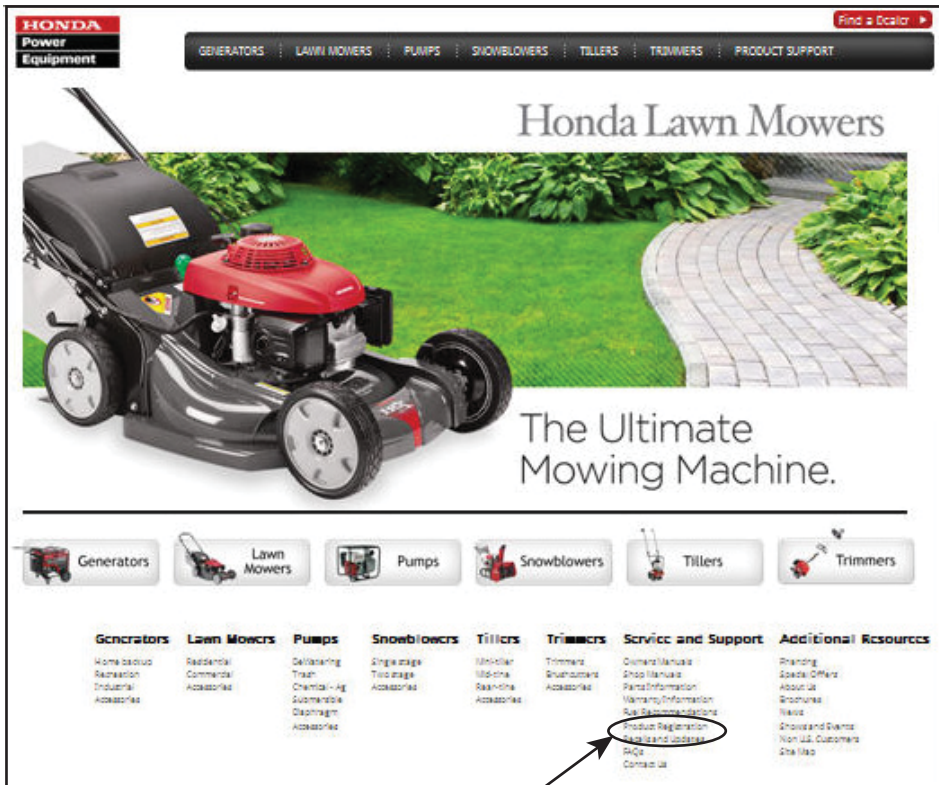 HONDA
Power
Equipment
Find a Dealer
GENERATORS LAWN MOWERS PUMPS SNOWBLOWERS TILLERS TRIMMERS PRODUCT SUPPORT
Honda Lawn Mowers
The Ultimate
Mowing Machine.
Generators
Lawn
Mowers
Pumps
Snowblowers
Tillers
Trimmers
Generators
Home backup
Recreation
Industrial
Accessories
Lawn Mowers
Residential
Commercial
Accessories
Pumps
DeWatering
Trash
Chemical - Ag
Submersible
Diaphragm
Accessories
Snowblowers
Single stage
Two stage
Accessories
Tillers
Mini-tiller
Mid-tine
Rear-tine
Accessories
Trimmers
Trimmers
Brushcutters
Accessories
Service and Support
Owners Manuals
Shop Manuals
Parts Information
Warranty Information
Fuel Recommendations
Product Registration
Recalls and Updates
FAQs
Contact Us
Additional Resources
Financing
Special Offers
About Us
Brochures
News
Shows and Events
Non U.S. Customers
Site Map